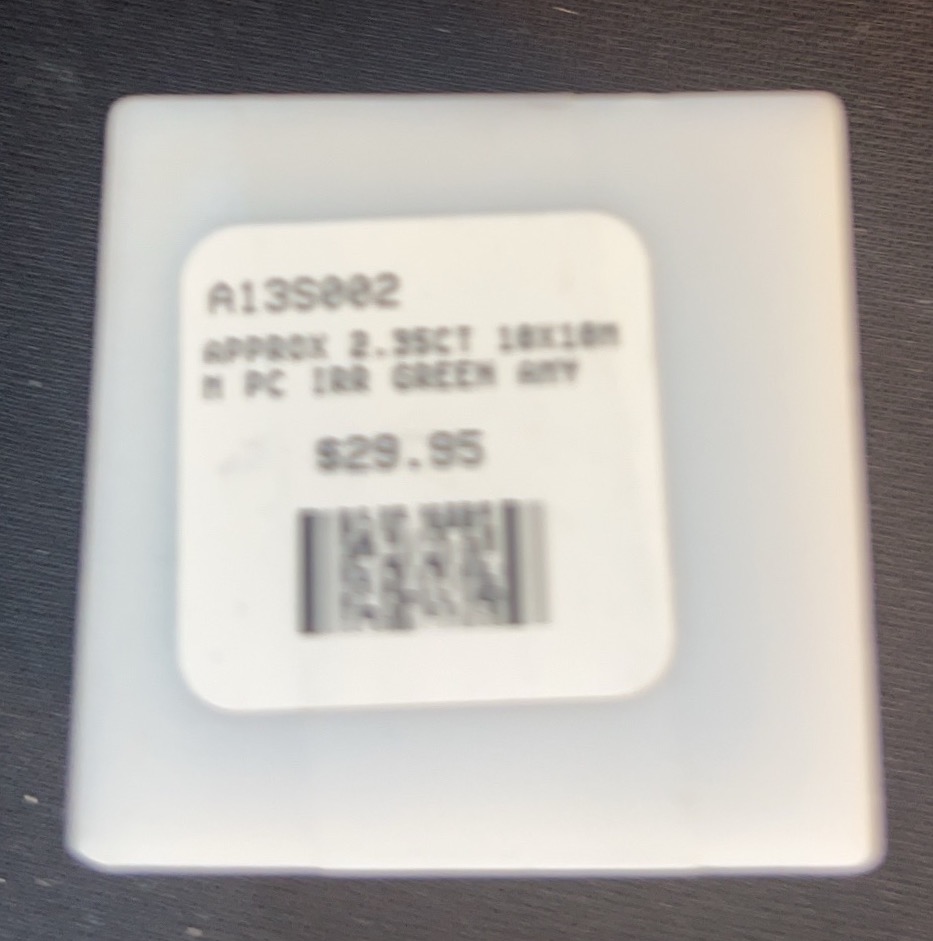 A13S002
APPROX 2.35CT 10X10M
M PC IRR GREEN AMY
$29.95